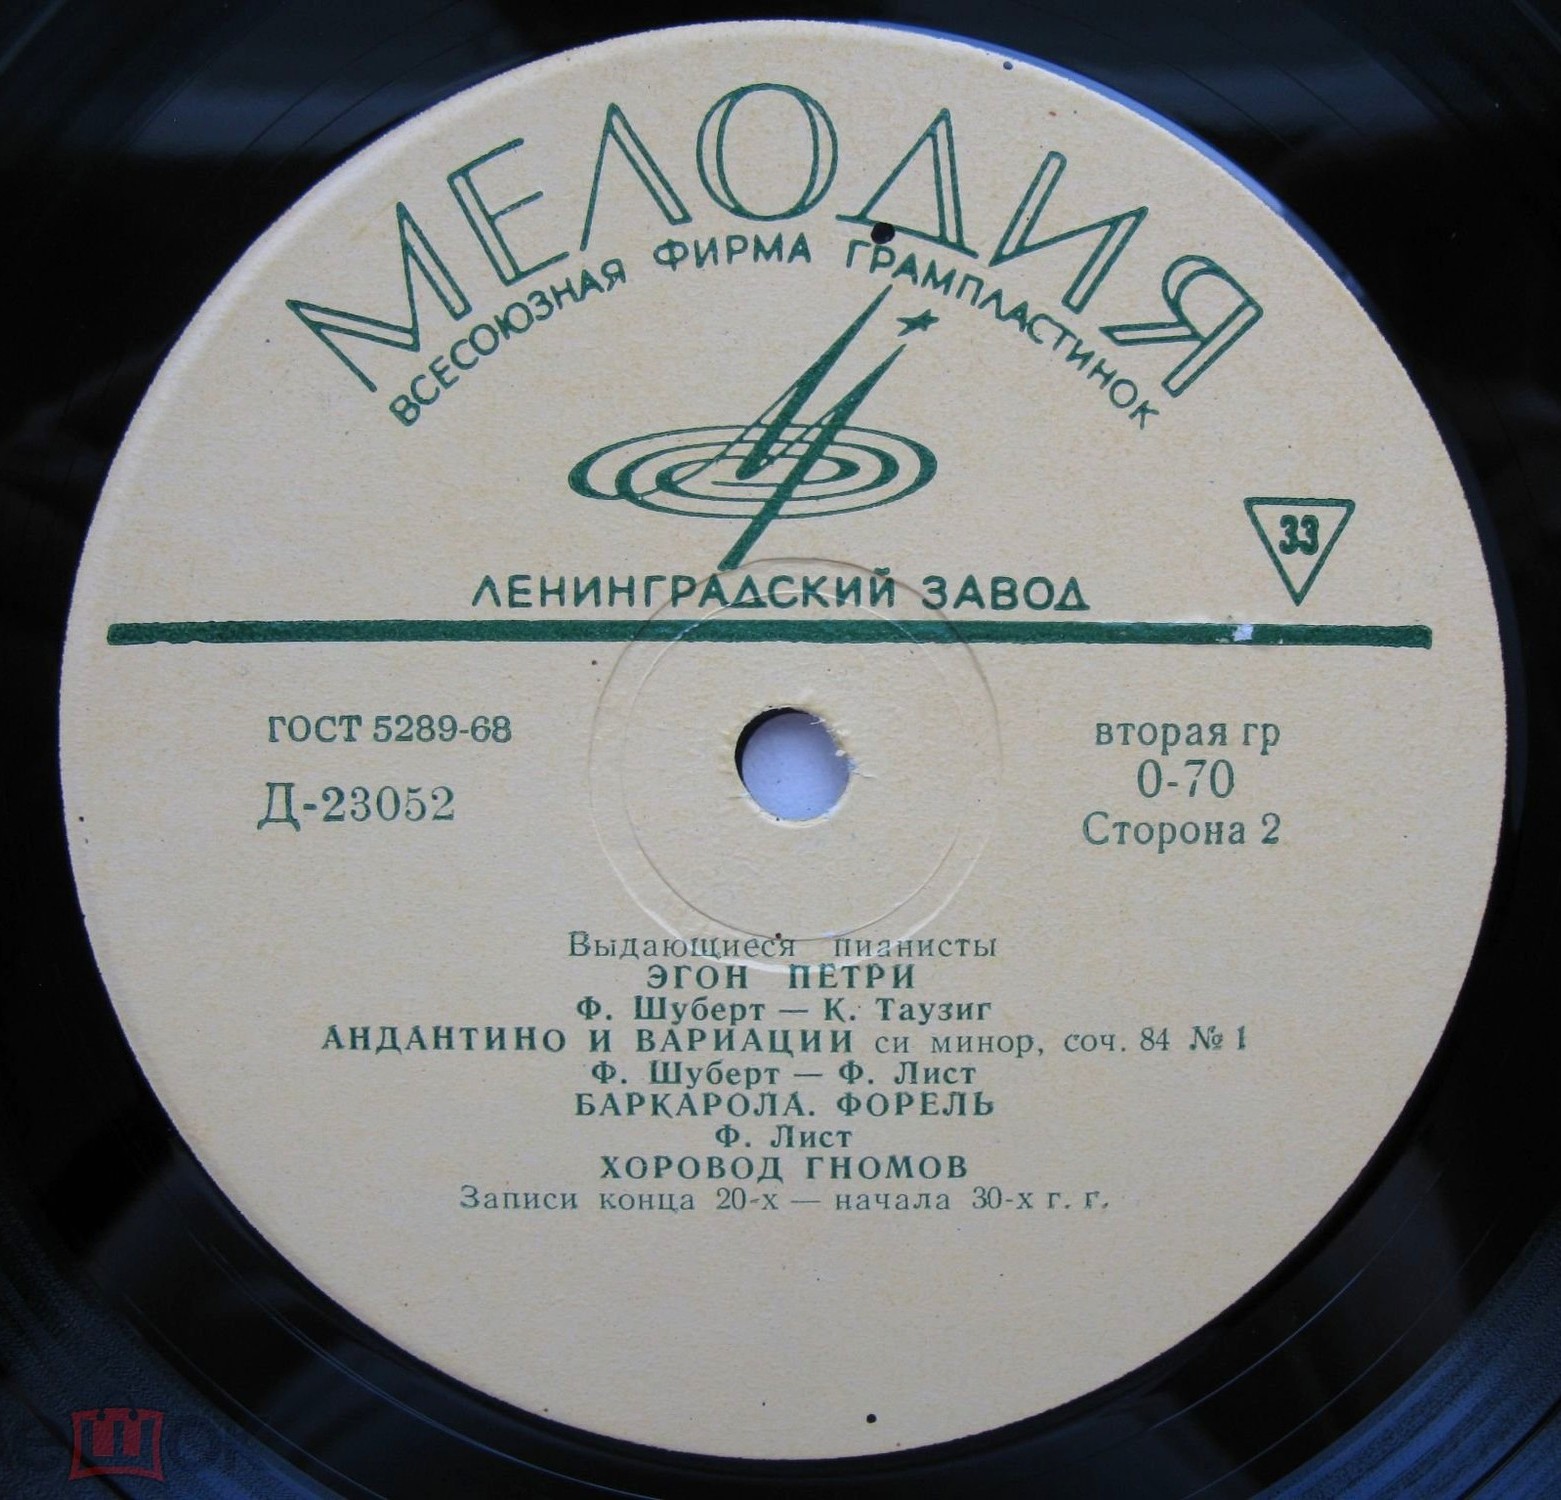 МЕЛОДИЯ
ВСЕСОЮЗНАЯ ФИРМА ГРАМПЛАСТИНОК
33
ЛЕНИНГРАДСКИЙ ЗАВОД
ГОСТ 5289-68
Д-23052
вторая гр
0-70
Сторона 2
Выдающиеся пианисты
ЭГОН ПЕТРИ
Ф. Шуберт — К. Таузиг
АНДАНТИНО И ВАРИАЦИИ си минор, соч. 84 № 1
Ф. Шуберт — Ф. Лист
БАРКАРОЛА. ФОРЕЛЬ
Ф. Лист
ХОРОВОД ГНОМОВ
Записи конца 20-х — начала 30-х г. г.